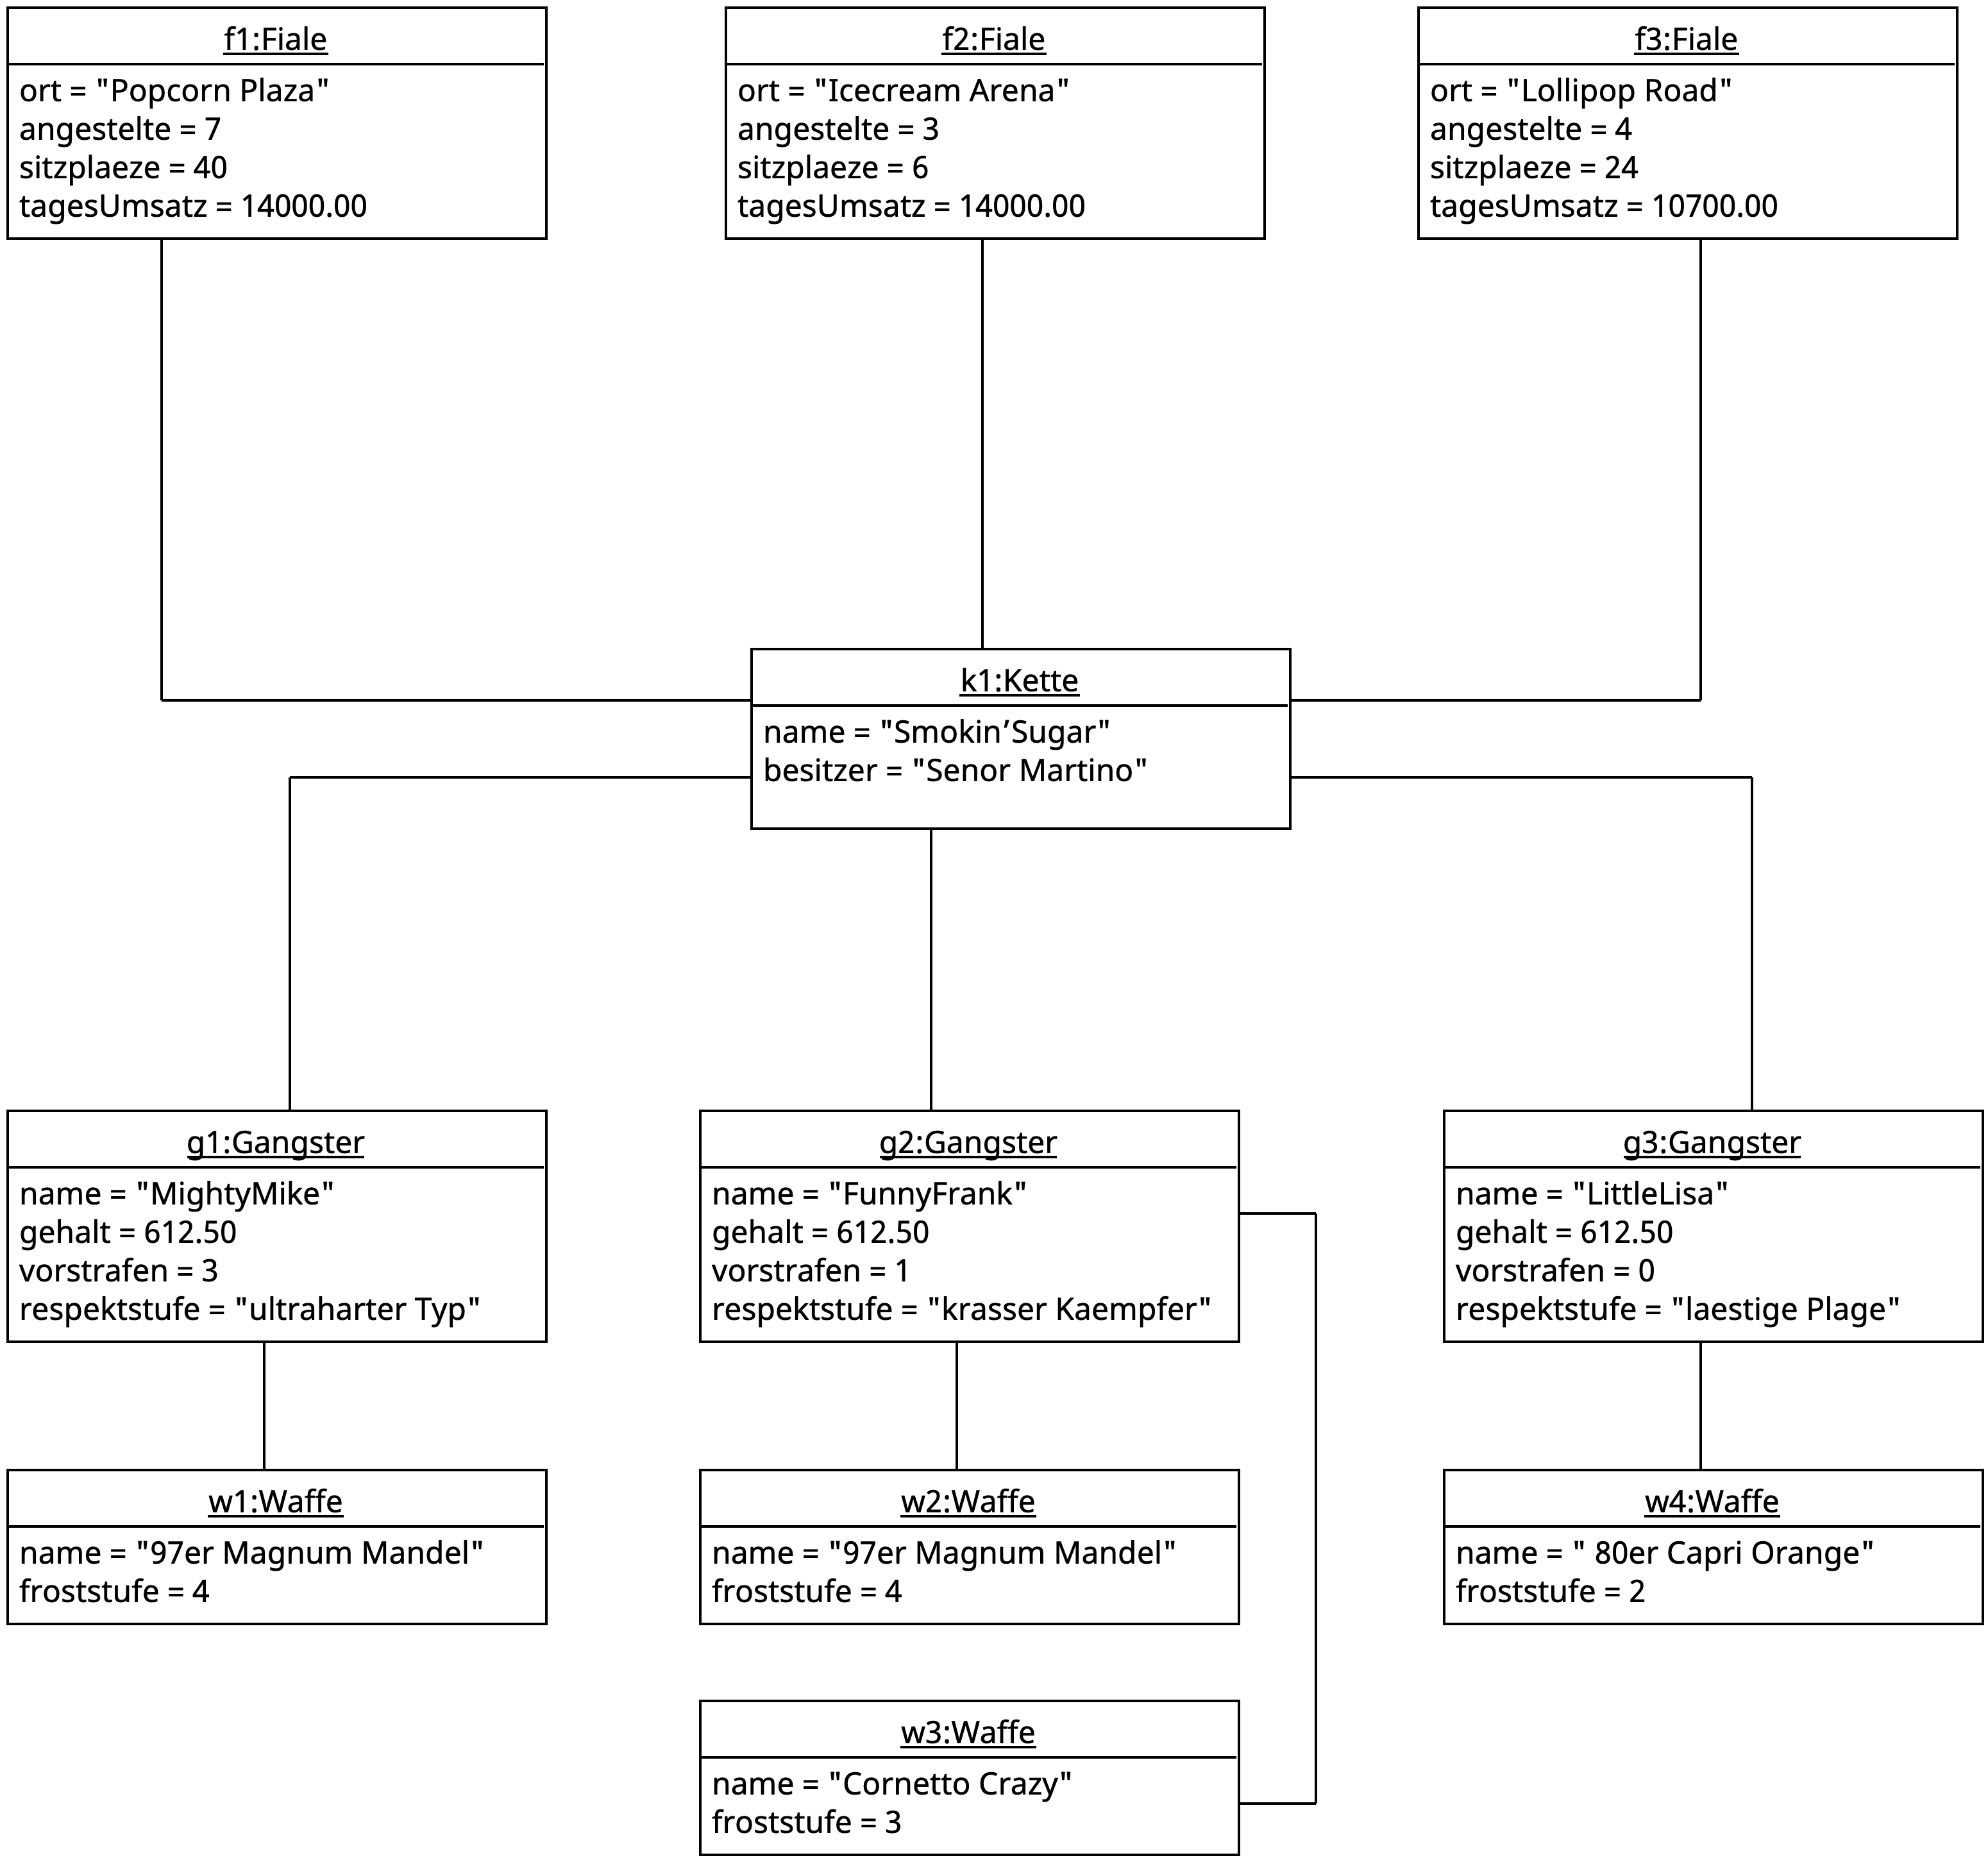 f1:Fiale
ort = "Popcorn Plaza"
angestelte = 7
sitzplaeze = 40
tagesUmsatz = 14000.00
f2:Fiale
ort = "Icecream Arena"
angestelte = 3
sitzplaeze = 6
tagesUmsatz = 14000.00
f3:Fiale
ort = "Lollipop Road"
angestelte = 4
sitzplaeze = 24
tagesUmsatz = 10700.00
k1:Kette
name = "Smokin’Sugar"
besitzer = "Senor Martino"
g1:Gangster
name = "MightyMike"
gehalt = 612.50
vorstrafen = 3
respektstufe = "ultraharter Typ"
g2:Gangster
name = "FunnyFrank"
gehalt = 612.50
vorstrafen = 1
respektstufe = "krasser Kaempfer"
g3:Gangster
name = "LittleLisa"
gehalt = 612.50
vorstrafen = 0
respektstufe = "laestige Plage"
w1:Waffe
name = "97er Magnum Mandel"
froststufe = 4
w2:Waffe
name = "97er Magnum Mandel"
froststufe = 4
w4:Waffe
name = " 80er Capri Orange"
froststufe = 2
w3:Waffe
name = "Cornetto Crazy"
froststufe = 3